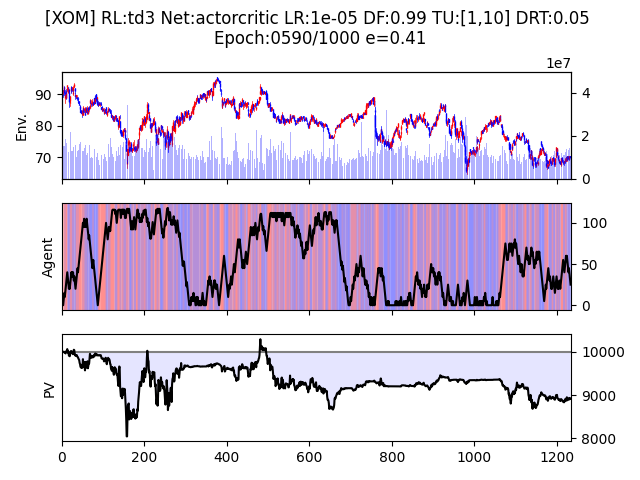 [XOM] RL:td3 Net:actorcritic LR:1e-05 DF:0.99 TU:[1,10] DRT:0.05
Epoch:0590/1000 e=0.41
1e7
Env.
90
80
70
4
2
0
Agent
100
50
0
PV
10000
9000
8000
0 200 400 600 800 1000 1200